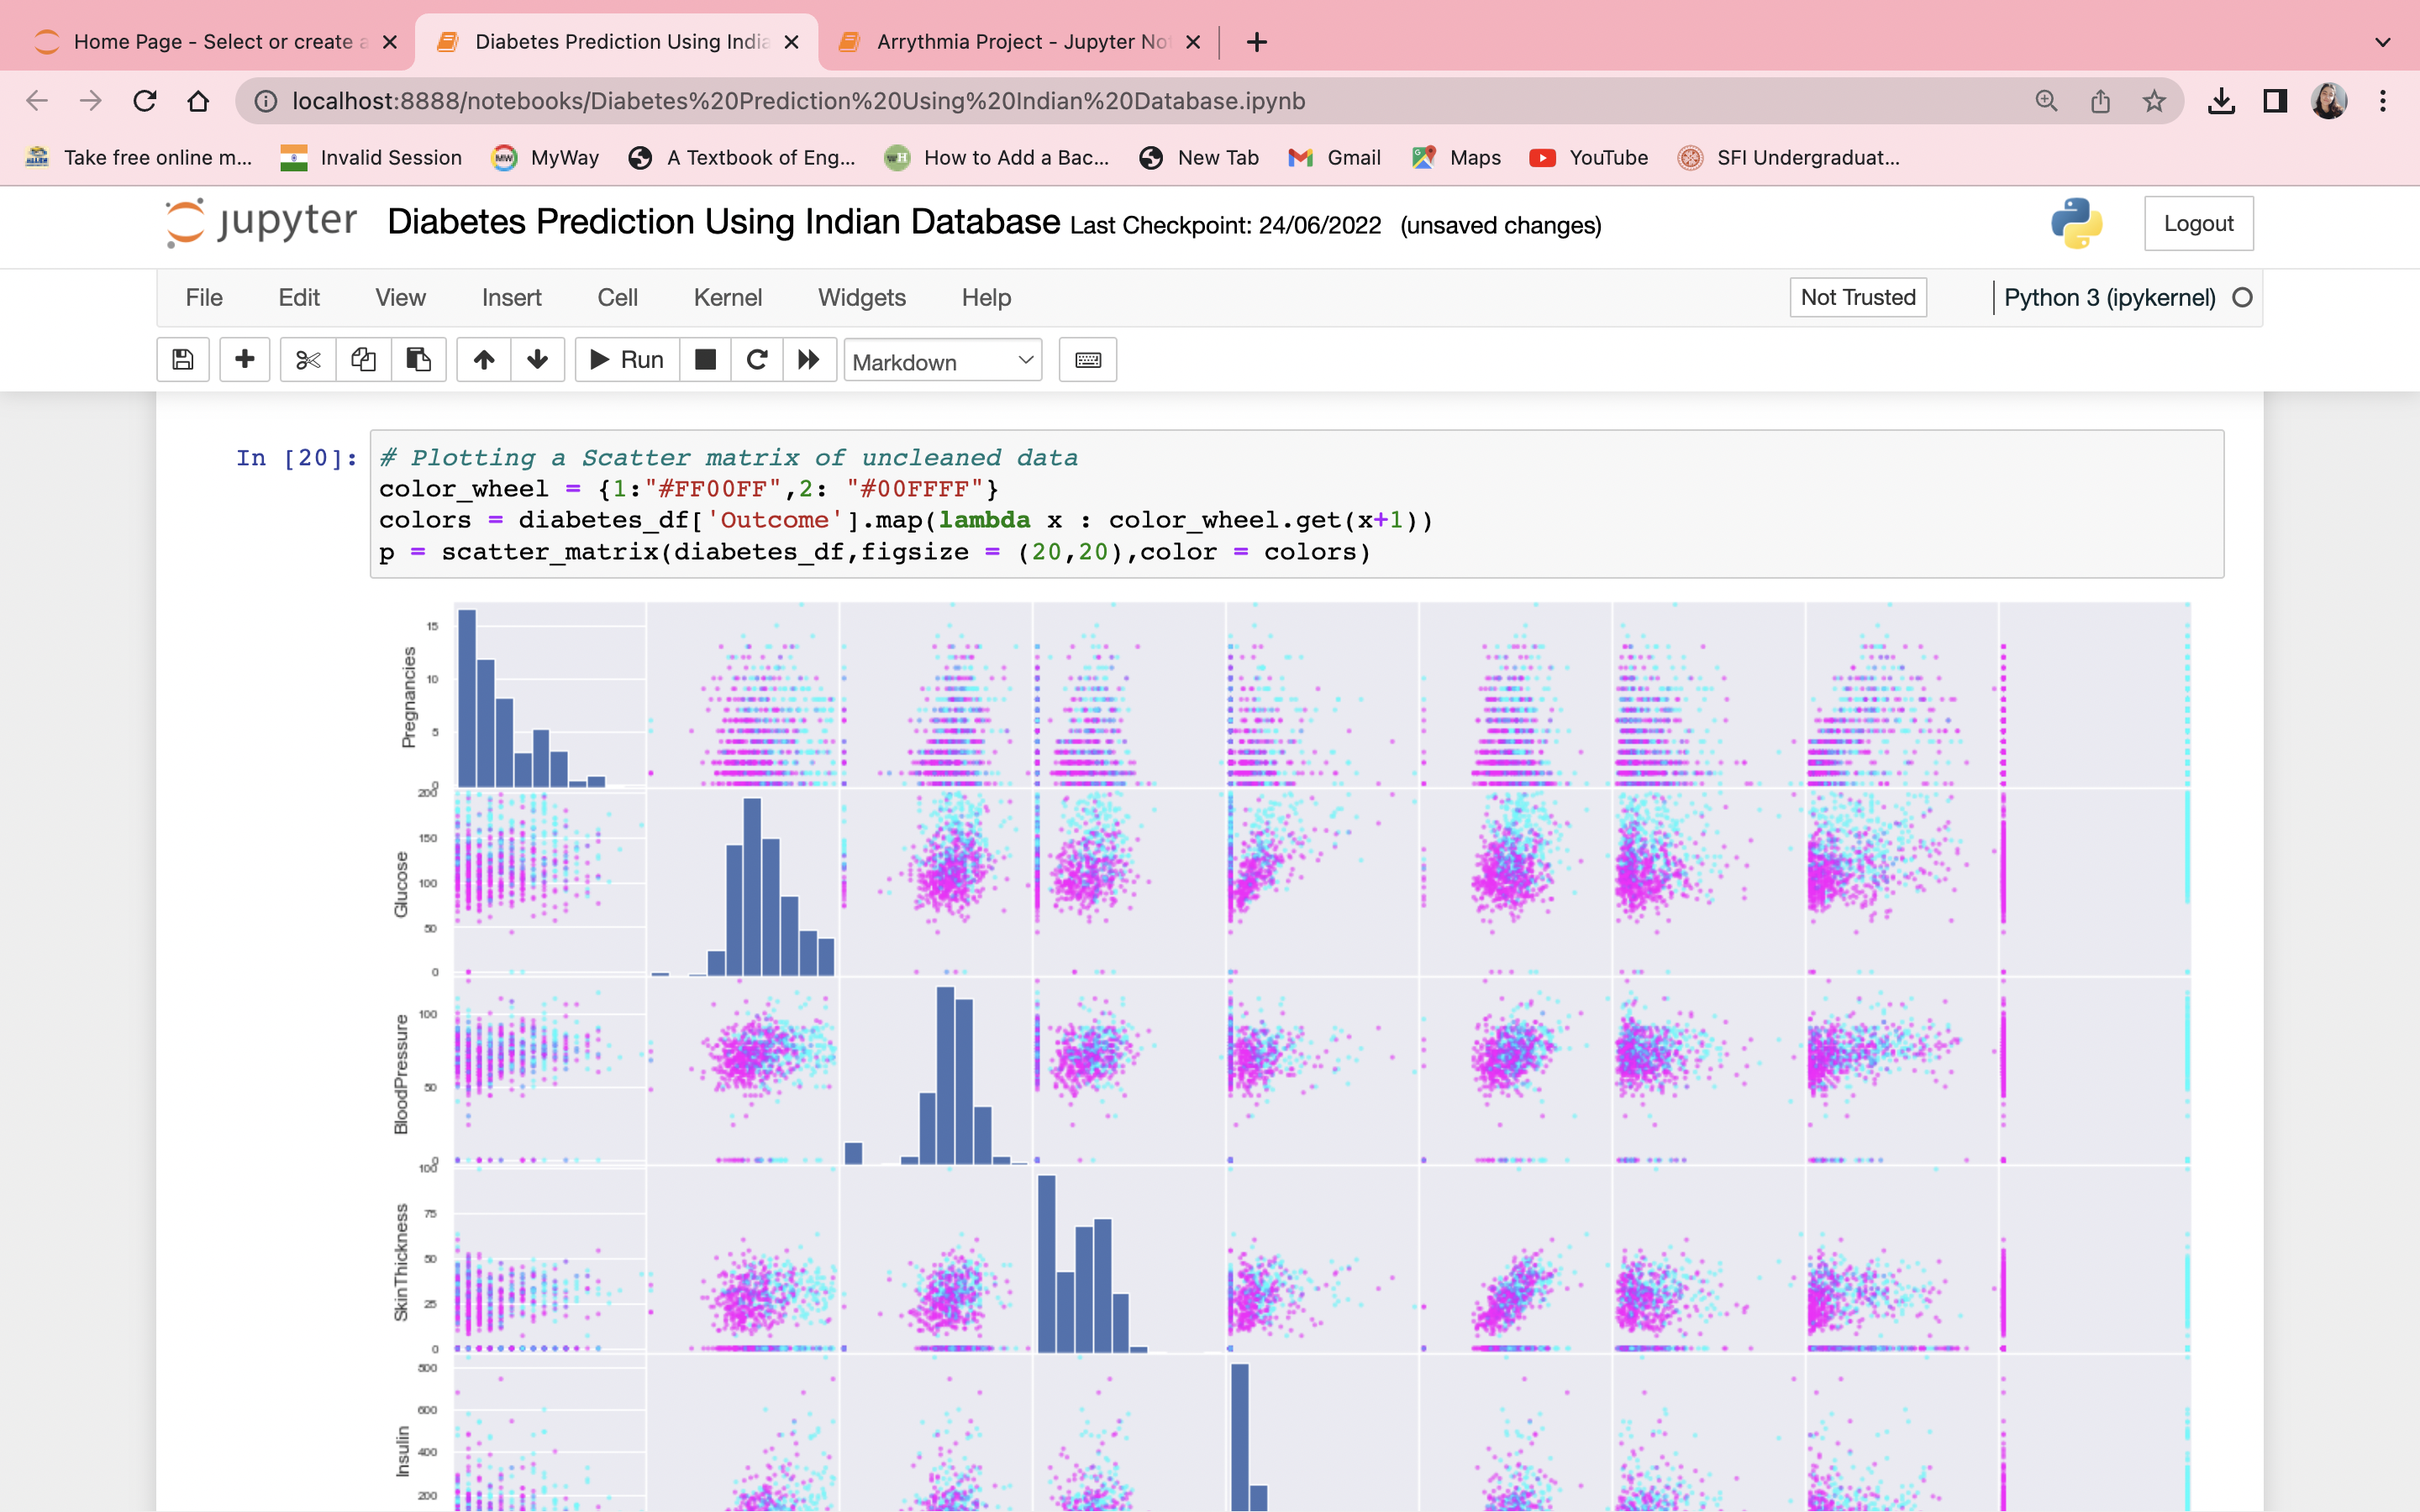 Home Page - Select or create a
Diabetes Prediction Using India
Arrythmia Project - Jupyter Not
localhost:8888/notebooks/Diabetes%20Prediction%20Using%20Indian%20Database.ipynb
Take free online m... Invalid Session MyWay A Textbook of Eng... How to Add a Bac... New Tab Gmail Maps YouTube SFI Undergraduat...
jupyter Diabetes Prediction Using Indian Database Last Checkpoint: 24/06/2022 (unsaved changes) Logout
File Edit View Insert Cell Kernel Widgets Help Not Trusted Python 3 (ipykernel)
Run Markdown
In [20]: # Plotting a Scatter matrix of uncleaned data
color_wheel = {1:"#FF00FF",2: "#00FFFF"}
colors = diabetes_df['Outcome'].map(lambda x : color_wheel.get(x+1))
p = scatter_matrix(diabetes_df,figsize = (20,20),color = colors)
Pregnancies
15
10
5
0
Glucose
200
150
100
50
0
BloodPressure
100
50
0
SkinThickness
100
75
50
25
0
Insulin
800
600
400
200